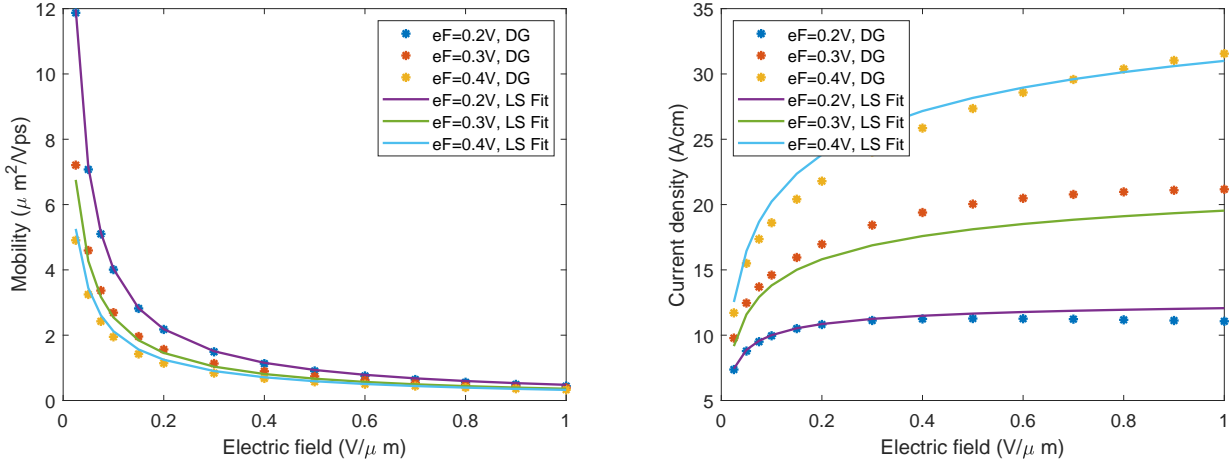 12
10
8
6
4
2
0
Mobility (μ m²/Vps)
0 0.2 0.4 0.6 0.8 1
Electric field (V/μ m)
eF=0.2V, DG
eF=0.3V, DG
eF=0.4V, DG
eF=0.2V, LS Fit
eF=0.3V, LS Fit
eF=0.4V, LS Fit
35
30
25
20
15
10
5
Current density (A/cm)
0 0.2 0.4 0.6 0.8 1
Electric field (V/μ m)
eF=0.2V, DG
eF=0.3V, DG
eF=0.4V, DG
eF=0.2V, LS Fit
eF=0.3V, LS Fit
eF=0.4V, LS Fit